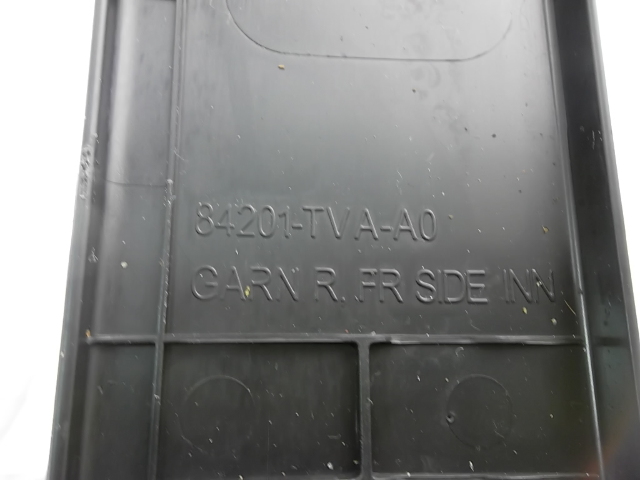 84201-TVA-A0
GARN R. FR SIDE INN